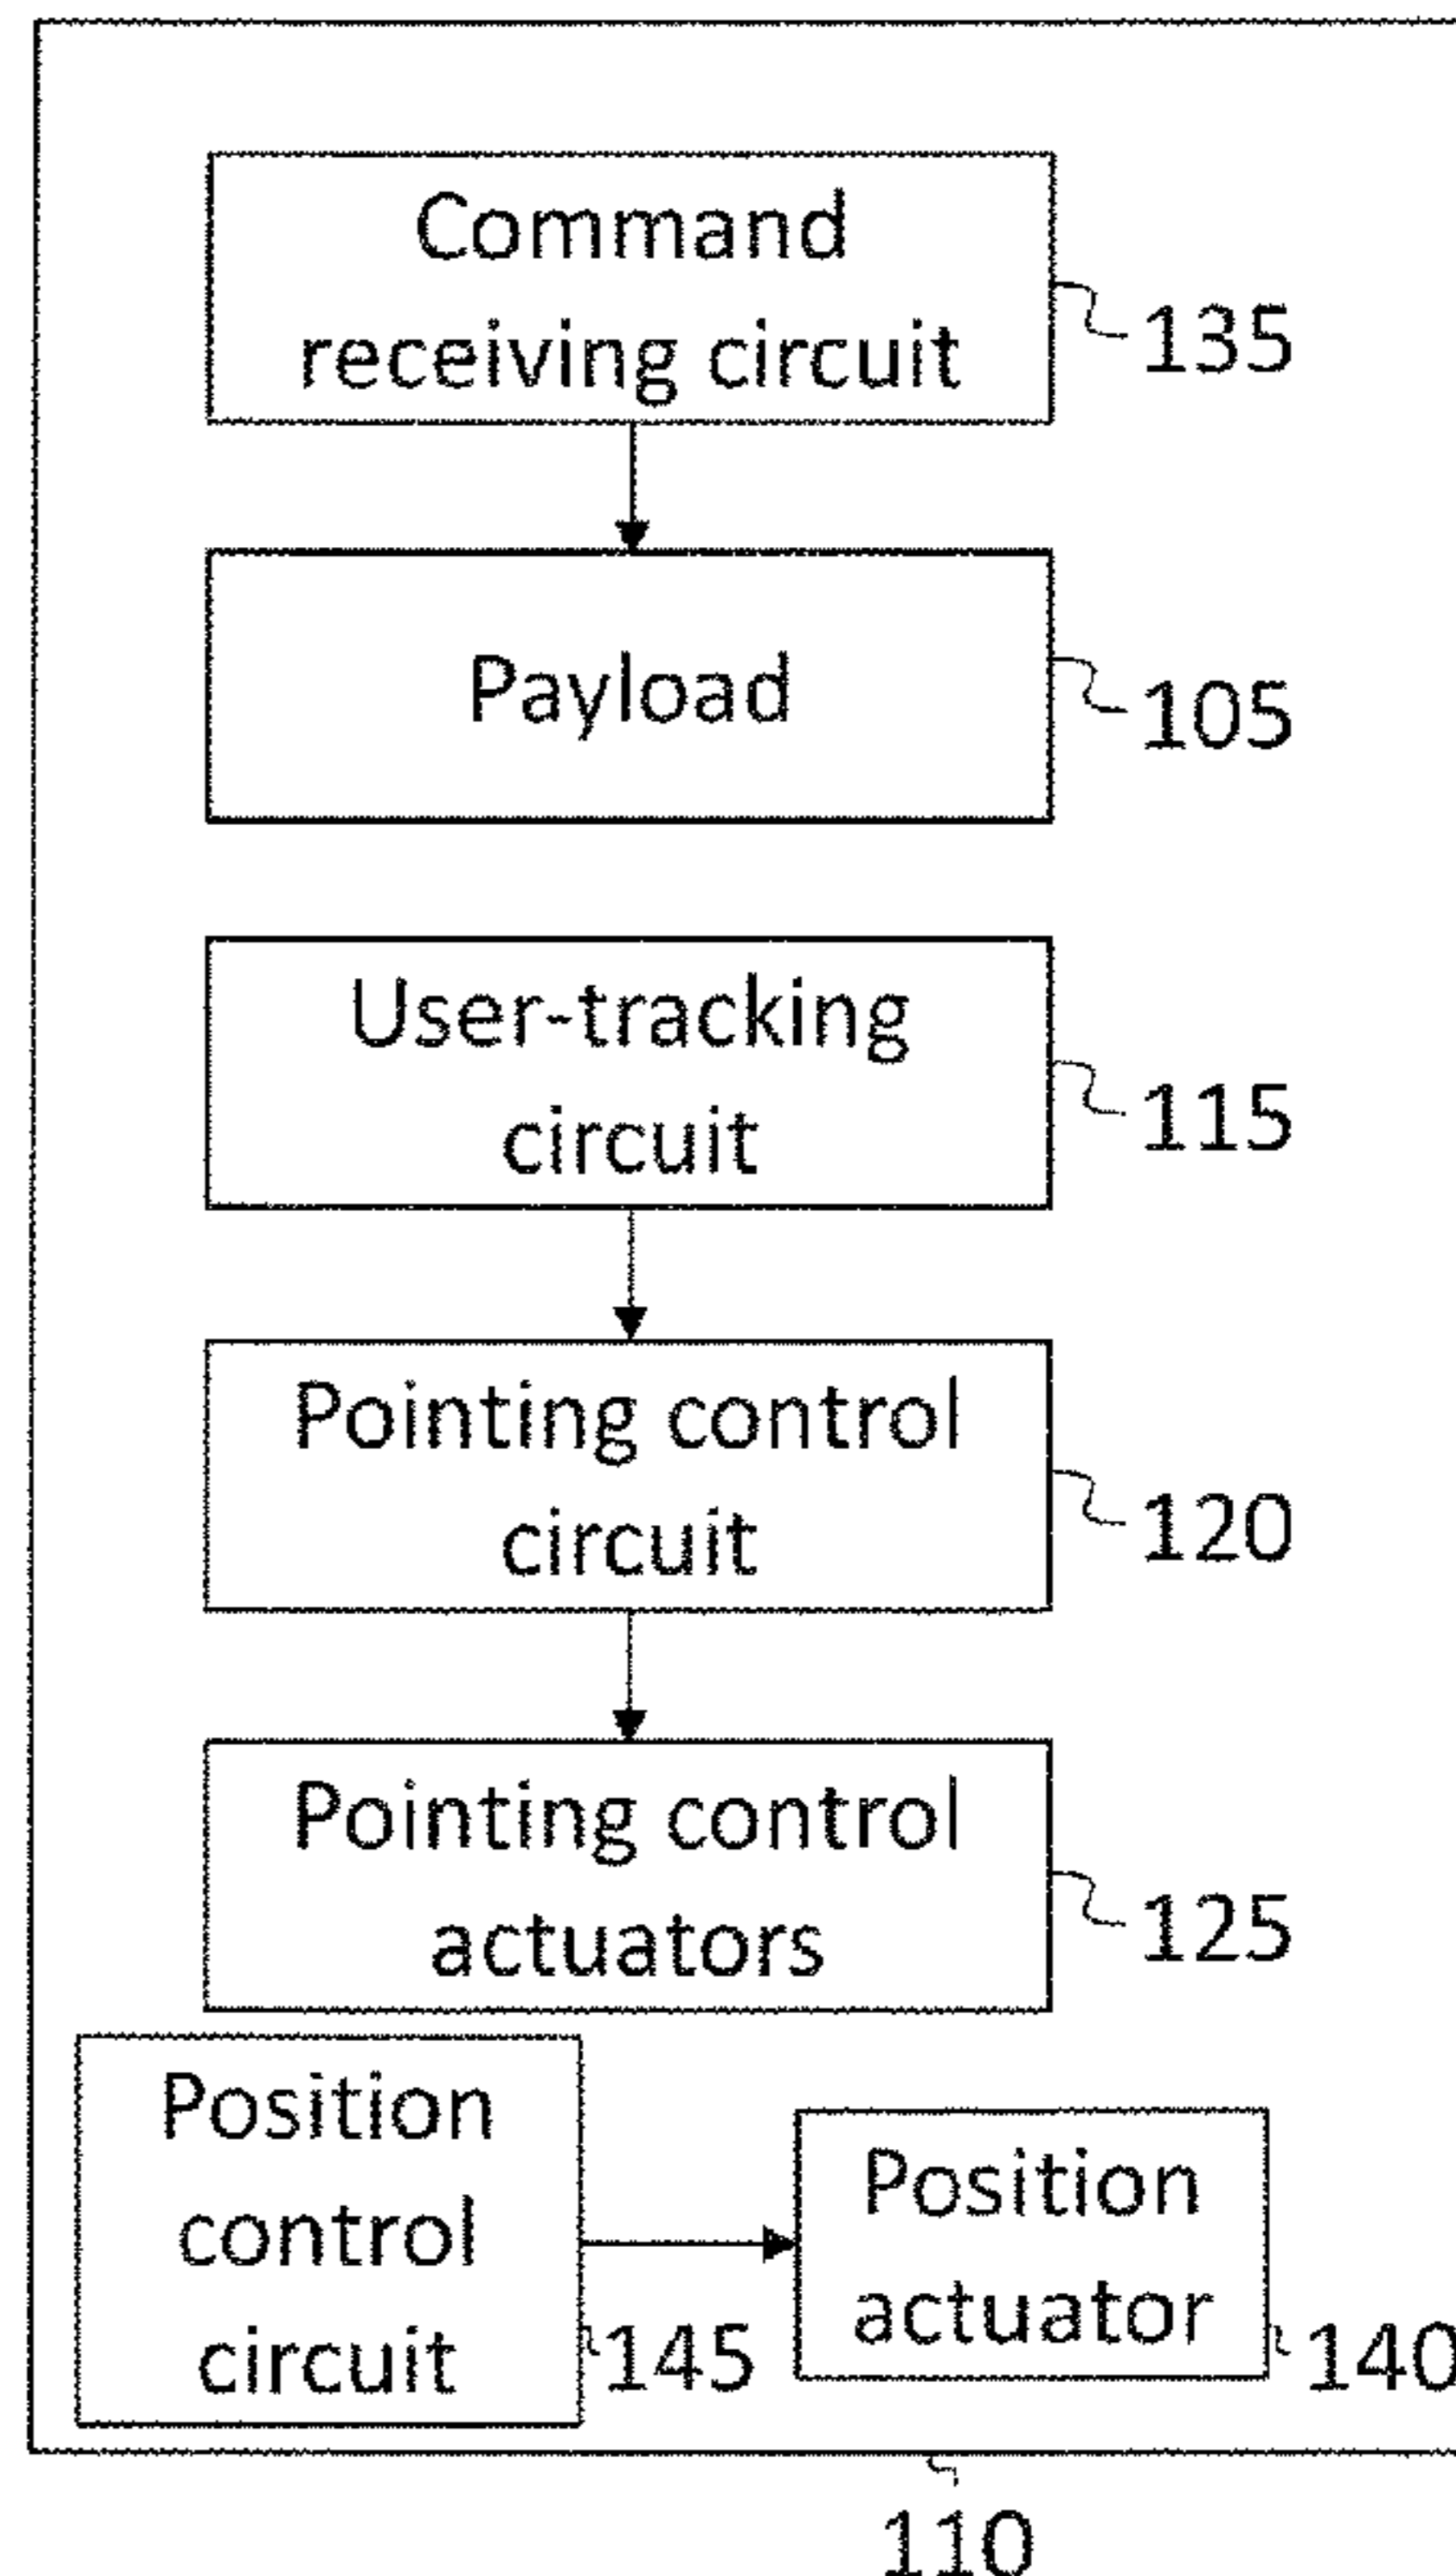 Command
receiving circuit
135
Payload
105
User-tracking
circuit
115
Pointing control
circuit
120
Pointing control
actuators
125
Position
control
circuit
145
Position
actuator
140
110